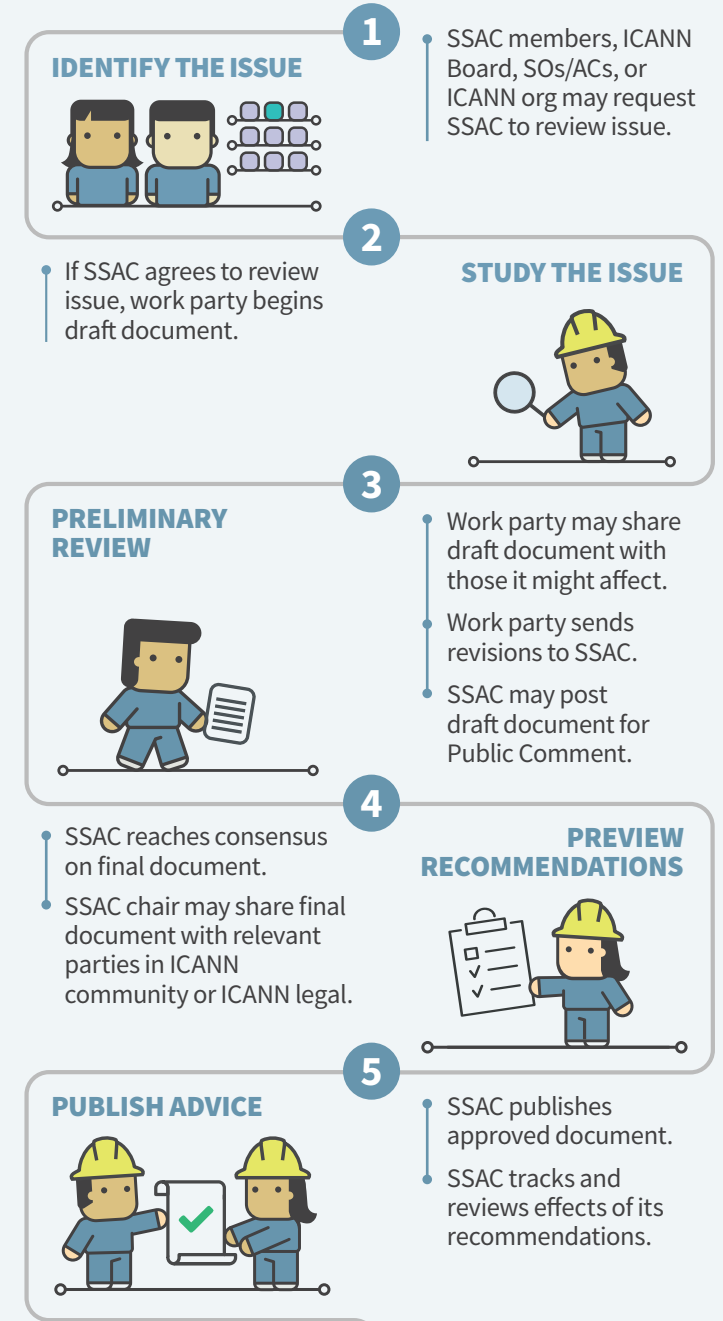 1
IDENTIFY THE ISSUE
SSAC members, ICANN
Board, SOs/ACs, or
ICANN org may request
SSAC to review issue.
2
STUDY THE ISSUE
If SSAC agrees to review
issue, work party begins
draft document.
3
PRELIMINARY
REVIEW
Work party may share
draft document with
those it might affect.
Work party sends
revisions to SSAC.
SSAC may post
draft document for
Public Comment.
4
PREVIEW
RECOMMENDATIONS
SSAC reaches consensus
on final document.
SSAC chair may share final
document with relevant
parties in ICANN
community or ICANN legal.
5
PUBLISH ADVICE
SSAC publishes
approved document.
SSAC tracks and
reviews effects of its
recommendations.